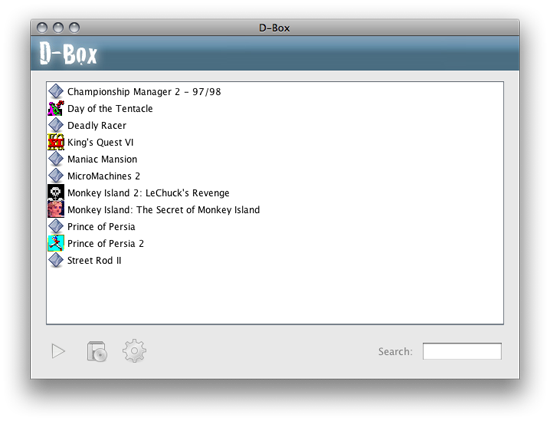 D-Box
D-Box
Championship Manager 2 - 97/98
Day of the Tentacle
Deadly Racer
King's Quest VI
Maniac Mansion
MicroMachines 2
Monkey Island 2: LeChuck's Revenge
Monkey Island: The Secret of Monkey Island
Prince of Persia
Prince of Persia 2
Street Rod II
Search: